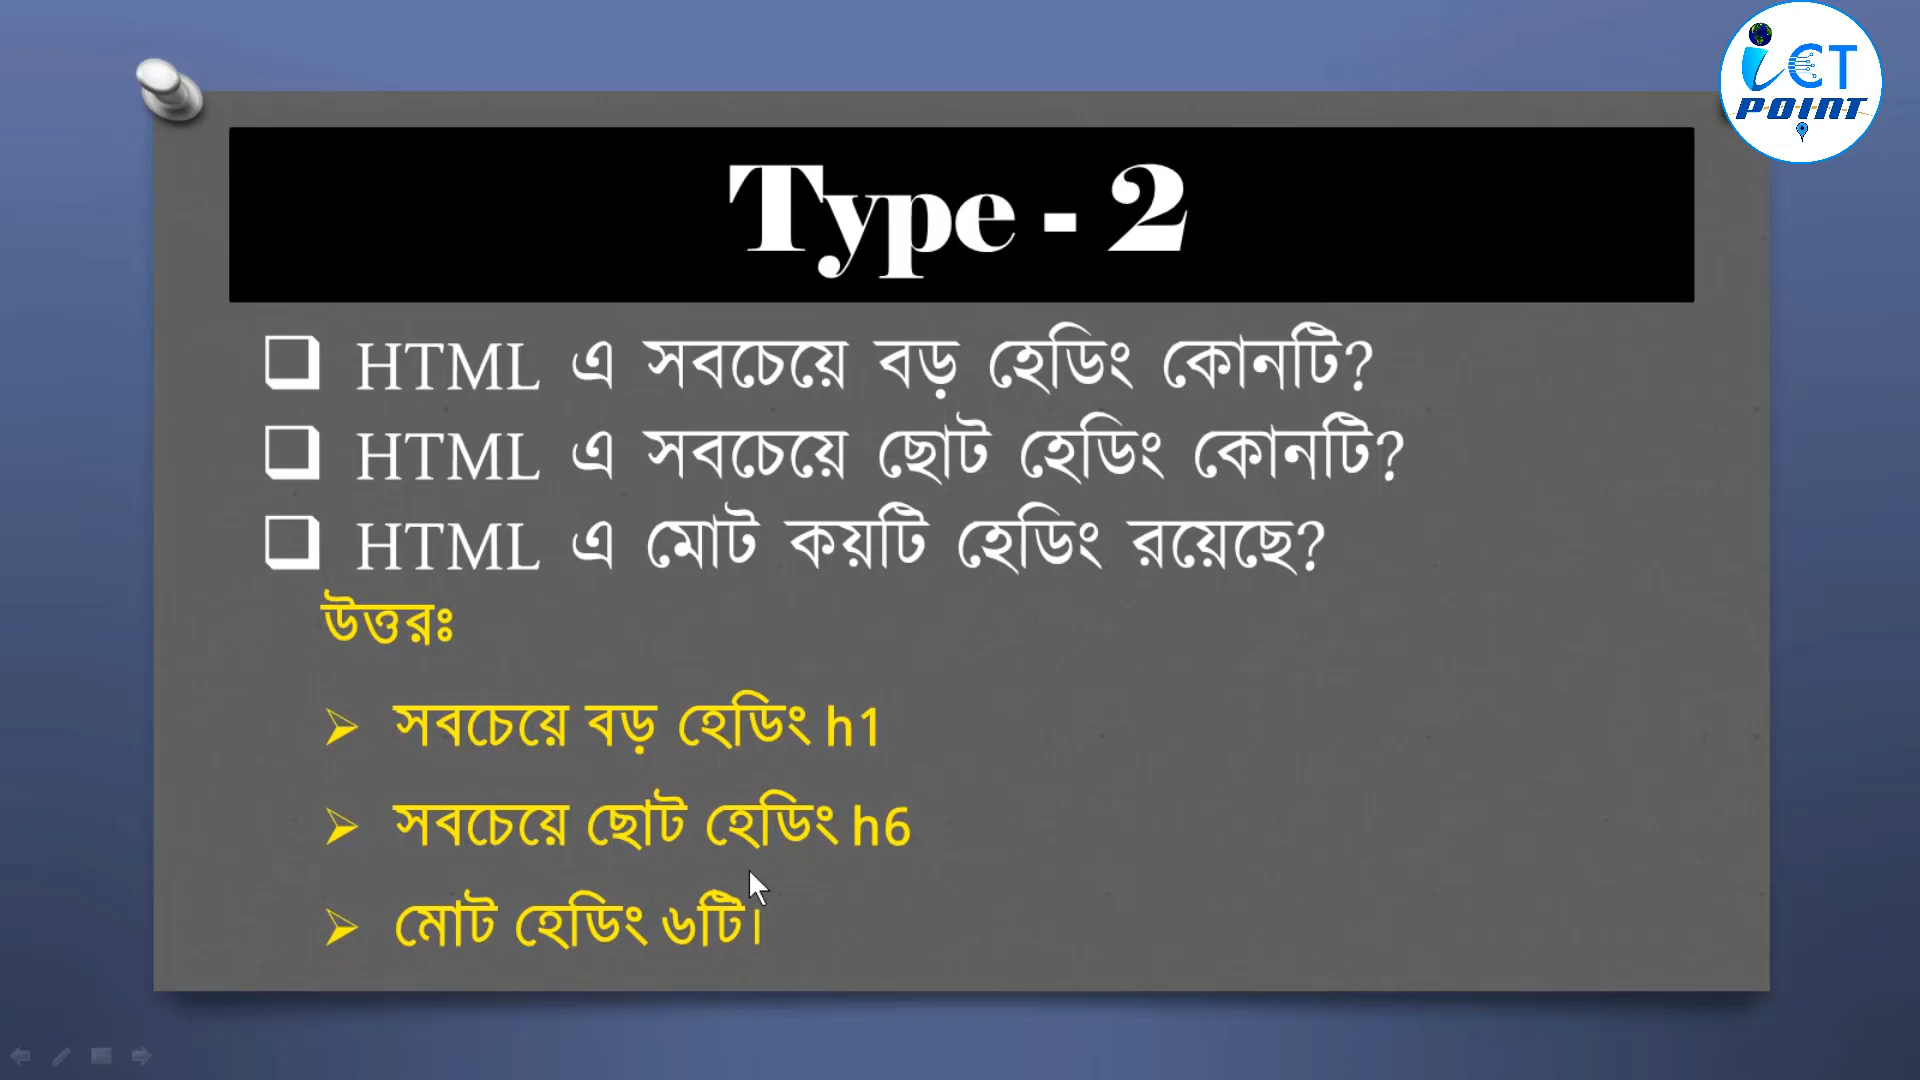 iCT
POINT
Type - 2
HTML এ সবচেয়ে বড় হেডিং কোনটি?
HTML এ সবচেয়ে ছোট হেডিং কোনটি?
HTML এ মোট কয়টি হেডিং রয়েছে?
উত্তরঃ
সবচেয়ে বড় হেডিং h1
সবচেয়ে ছোট হেডিং h6
মোট হেডিং ৬টি।